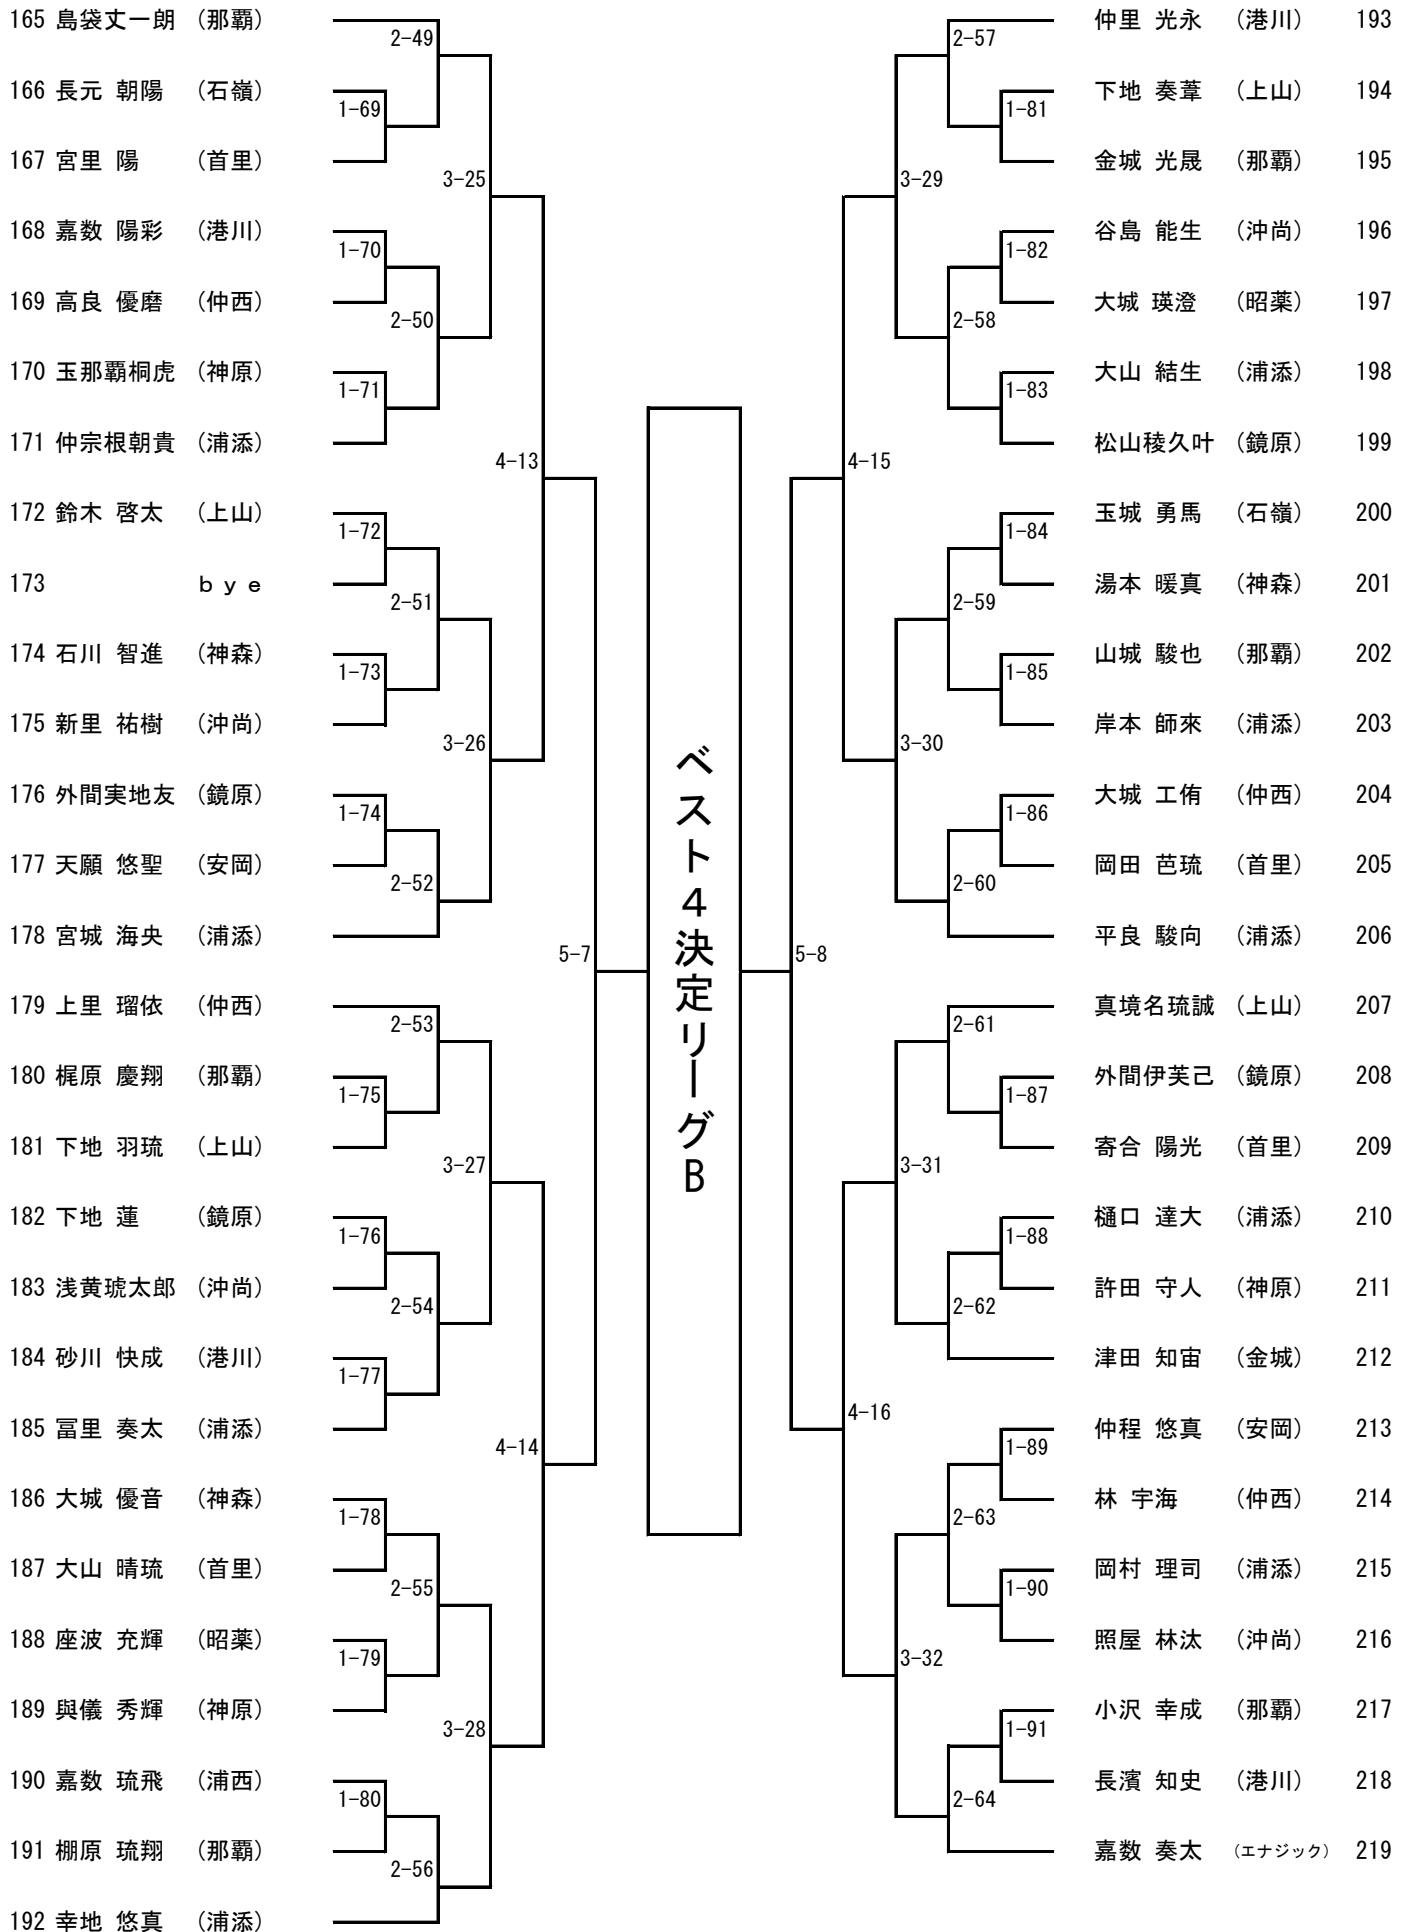 165 島袋丈一朗 （那覇）
166 長元 朝陽 （石嶺）
167 宮里 陽 （首里）
168 嘉数 陽彩 （港川）
169 高良 優磨 （仲西）
170 玉那覇桐虎 （神原）
171 仲宗根朝貴 （浦添）
172 鈴木 啓太 （上山）
173 ｂｙｅ
174 石川 智進 （神森）
175 新里 祐樹 （沖尚）
176 外間実地友 （鏡原）
177 天願 悠聖 （安岡）
178 宮城 海央 （浦添）
179 上里 瑠依 （仲西）
180 梶原 慶翔 （那覇）
181 下地 羽琉 （上山）
182 下地 蓮 （鏡原）
183 浅黄琥太郎 （沖尚）
184 砂川 快成 （港川）
185 冨里 奏太 （浦添）
186 大城 優音 （神森）
187 大山 晴琉 （首里）
188 座波 充輝 （昭薬）
189 與儀 秀輝 （神原）
190 嘉数 琉飛 （浦西）
191 棚原 琉翔 （那覇）
192 幸地 悠真 （浦添）
1-69
1-70
1-71
1-72
1-73
1-74
1-75
1-76
1-77
1-78
1-79
1-80
2-49
2-50
2-51
2-52
2-53
2-54
2-55
2-56
3-25
3-26
3-27
3-28
4-13
4-14
5-7
ベスト４決定リーグＢ
5-8
4-15
4-16
3-29
3-30
3-31
3-32
2-57
2-58
2-59
2-60
2-61
2-62
2-63
2-64
1-81
1-82
1-83
1-84
1-85
1-86
1-87
1-88
1-89
1-90
1-91
仲里 光永 （港川） 193
下地 奏葦 （上山） 194
金城 光晟 （那覇） 195
谷島 能生 （沖尚） 196
大城 瑛澄 （昭薬） 197
大山 結生 （浦添） 198
松山稜久叶 （鏡原） 199
玉城 勇馬 （石嶺） 200
湯本 暖真 （神森） 201
山城 駿也 （那覇） 202
岸本 師來 （浦添） 203
大城 工侑 （仲西） 204
岡田 芭琉 （首里） 205
平良 駿向 （浦添） 206
真境名琉誠 （上山） 207
外間伊芙己 （鏡原） 208
寄合 陽光 （首里） 209
樋口 達大 （浦添） 210
許田 守人 （神原） 211
津田 知宙 （金城） 212
仲程 悠真 （安岡） 213
林 宇海 （仲西） 214
岡村 理司 （浦添） 215
照屋 林汰 （沖尚） 216
小沢 幸成 （那覇） 217
長濱 知史 （港川） 218
嘉数 奏太 （エナジック） 219